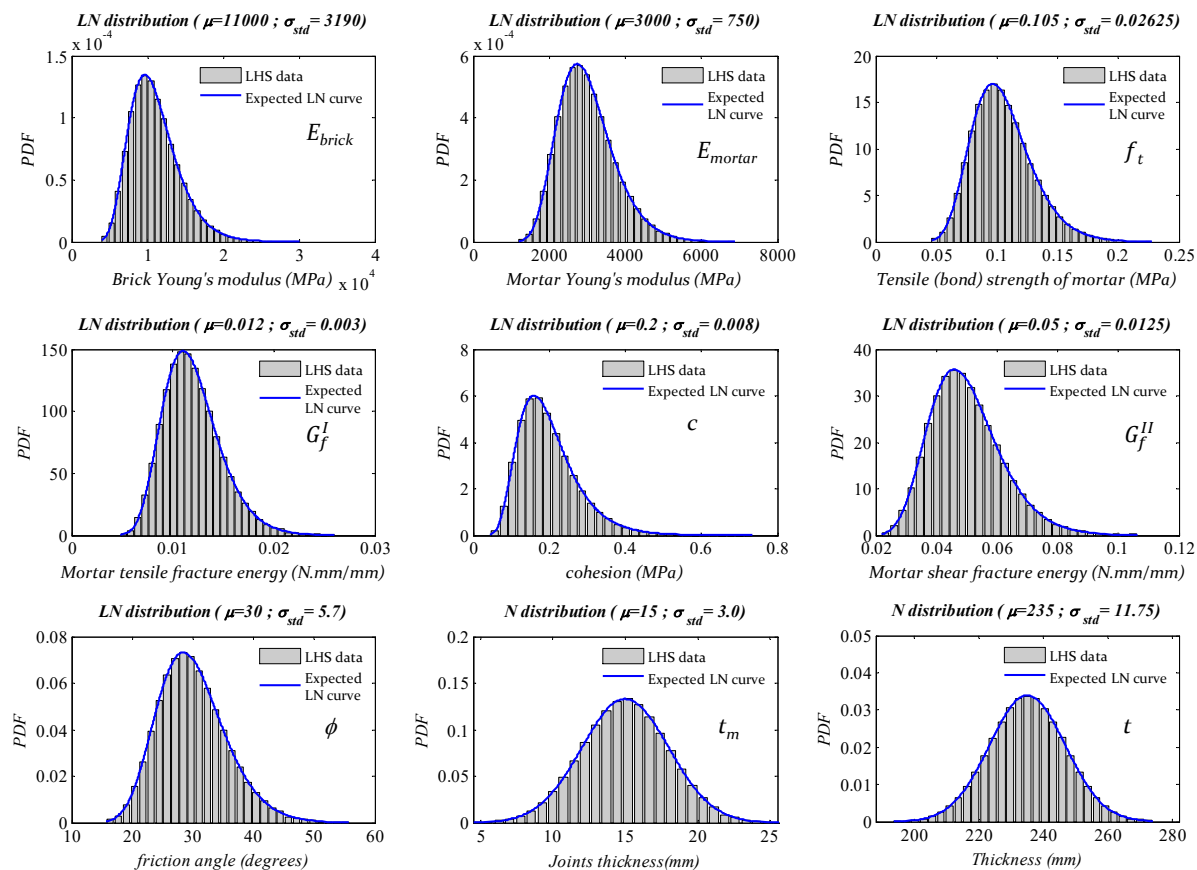 LN distribution ( μ=11000 ; σstd = 3190)
x 10-4
1.5
1
0.5
0
PDF
LHS data
Expected LN curve
Ebrick
0 1 2 3 4
Brick Young's modulus (MPa) x 104
LN distribution ( μ=3000 ; σstd = 750)
x 10-4
6
4
2
0
PDF
LHS data
Expected
LN curve
Emortar
0 2000 4000 6000 8000
Mortar Young's modulus (MPa)
LN distribution ( μ=0.105 ; σstd = 0.02625)
20
15
10
5
0
PDF
LHS data
Expected
LN curve
ft
0 0.05 0.1 0.15 0.2 0.25
Tensile (bond) strength of mortar (MPa)
LN distribution ( μ=0.012 ; σstd = 0.003)
150
100
50
0
PDF
LHS data
Expected
LN curve
GfI
0 0.01 0.02 0.03
Mortar tensile fracture energy (N.mm/mm)
LN distribution ( μ=0.2 ; σstd = 0.008)
8
6
4
2
0
PDF
LHS data
Expected LN curve
c
0 0.2 0.4 0.6 0.8
cohesion (MPa)
LN distribution ( μ=0.05 ; σstd = 0.0125)
40
30
20
10
0
PDF
LHS data
Expected LN curve
GfII
0.02 0.04 0.06 0.08 0.1 0.12
Mortar shear fracture energy (N.mm/mm)
LN distribution ( μ=30 ; σstd = 5.7)
0.08
0.06
0.04
0.02
0
PDF
LHS data
Expected
LN curve
ϕ
10 20 30 40 50 60
friction angle (degrees)
N distribution ( μ=15 ; σstd = 3.0)
0.2
0.15
0.1
0.05
0
PDF
LHS data
Expected LN curve
tm
5 10 15 20 25
Joints thickness(mm)
N distribution ( μ=235 ; σstd = 11.75)
0.05
0.04
0.03
0.02
0.01
0
PDF
LHS data
Expected LN curve
t
200 220 240 260 280
Thickness (mm)